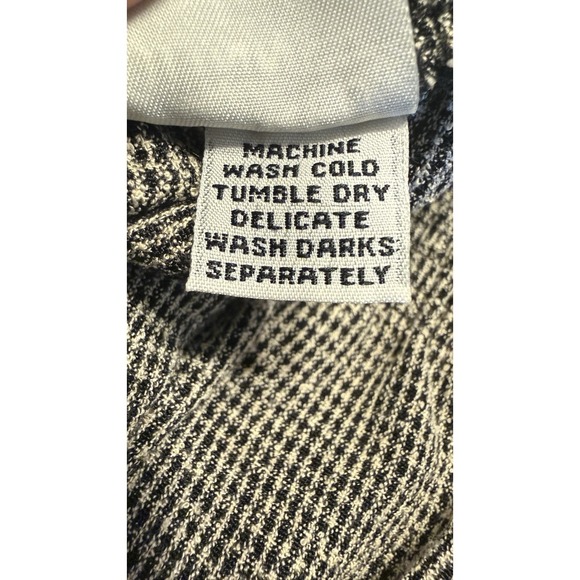 MACHINE
WASH COLD
TUMBLE DRY
DELICATE
WASH DARKS
SEPARATELY